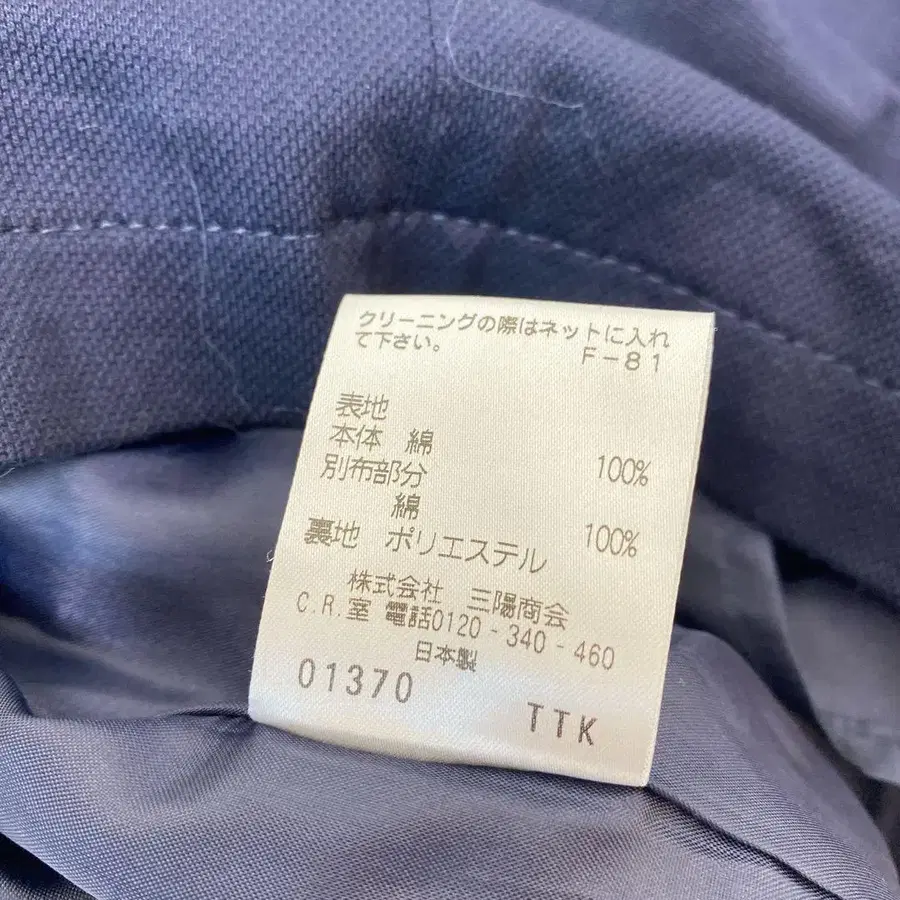 クリーニングの際はネットに入れ
て下さい。
F-81
表地
本体 綿 100%
別布部分
綿 100%
裏地 ポリエステル
株式会社 三陽商会
C.R.室 電話0120-340-460
日本製
01370 TTK